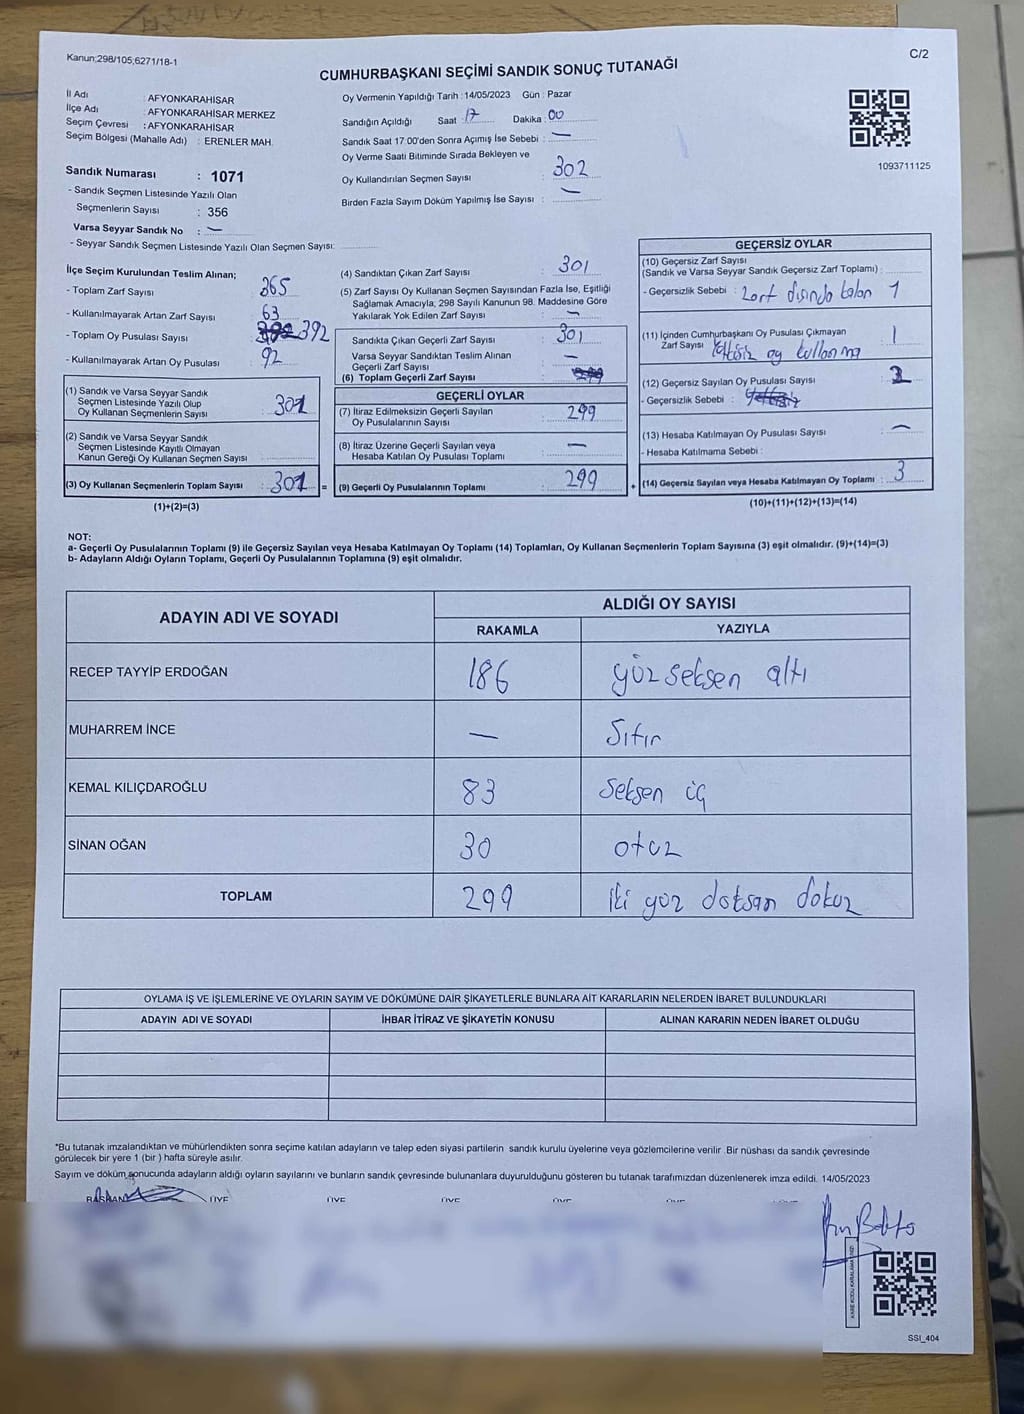 Kanun;298/105,6271/18-1
C/2
CUMHURBAŞKANI SEÇİMİ SANDIK SONUÇ TUTANAĞI
İl Adı : AFYONKARAHİSAR
İlçe Adı : AFYONKARAHİSAR MERKEZ
Seçim Çevresi : AFYONKARAHİSAR
Seçim Bölgesi (Mahalle Adı) : ERENLER MAH.
Sandık Numarası : 1071
- Sandık Seçmen Listesinde Yazılı Olan
Seçmenlerin Sayısı : 356
Varsa Seyyar Sandık No : —
- Seyyar Sandık Seçmen Listesinde Yazılı Olan Seçmen Sayısı:
Oy Vermenin Yapıldığı Tarih : 14/05/2023 Gün : Pazar
Sandığın Açıldığı Saat : 17 Dakika : 00
Sandık Saat 17.00'den Sonra Açımış İse Sebebi : —
Oy Verme Saati Bitiminde Sırada Bekleyen ve
Oy Kullandırılan Seçmen Sayısı : 302
Birden Fazla Sayım Döküm Yapılmış İse Sayısı : —
1093711125
İlçe Seçim Kurulundan Teslim Alınan;
- Toplam Zarf Sayısı : 365
- Kullanılmayarak Artan Zarf Sayısı : 63
- Toplam Oy Pusulası Sayısı : 392
- Kullanılmayarak Artan Oy Pusulası : 92
(1) Sandık ve Varsa Seyyar Sandık
Seçmen Listesinde Yazılı Olup
Oy Kullanan Seçmenlerin Sayısı : 301
(2) Sandık ve Varsa Seyyar Sandık
Seçmen Listesinde Kayıtlı Olmayan
Kanun Gereği Oy Kullanan Seçmen Sayısı :
(3) Oy Kullanan Seçmenlerin Toplam Sayısı : 301 =
(1)+(2)=(3)
(4) Sandıktan Çıkan Zarf Sayısı : 301
(5) Zarf Sayısı Oy Kullanan Seçmen Sayısından Fazla İse, Eşitliği
Sağlamak Amacıyla, 298 Sayılı Kanunun 98. Maddesine Göre
Yakılarak Yok Edilen Zarf Sayısı : —
Sandıkta Çıkan Geçerli Zarf Sayısı : 301
Varsa Seyyar Sandıktan Teslim Alınan
Geçerli Zarf Sayısı : —
(6) Toplam Geçerli Zarf Sayısı :
GEÇERLİ OYLAR
(7) İtiraz Edilmeksizin Geçerli Sayılan
Oy Pusulalarının Sayısı : 299
(8) İtiraz Üzerine Geçerli Sayılan veya
Hesaba Katılan Oy Pusulası Toplamı : —
(9) Geçerli Oy Pusulalarının Toplamı : 299 +
GEÇERSİZ OYLAR
(10) Geçersiz Zarf Sayısı
(Sandık ve Varsa Seyyar Sandık Geçersiz Zarf Toplamı) :
- Geçersizlik Sebebi : Zarf dışında kalan 1
(11) İçinden Cumhurbaşkanı Oy Pusulası Çıkmayan
Zarf Sayısı : oy kullanma 1
(12) Geçersiz Sayılan Oy Pusulası Sayısı :
- Geçersizlik Sebebi :
(13) Hesaba Katılmayan Oy Pusulası Sayısı : —
- Hesaba Katılmama Sebebi :
(14) Geçersiz Sayılan veya Hesaba Katılmayan Oy Toplamı : 3
(10)+(11)+(12)+(13)=(14)
NOT:
a- Geçerli Oy Pusulalarının Toplamı (9) ile Geçersiz Sayılan veya Hesaba Katılmayan Oy Toplamı (14) Toplamları, Oy Kullanan Seçmenlerin Toplam Sayısına (3) eşit olmalıdır. (9)+(14)=(3)
b- Adayların Aldığı Oyların Toplamı, Geçerli Oy Pusulalarının Toplamına (9) eşit olmalıdır.
ADAYIN ADI VE SOYADI
ALDIĞI OY SAYISI
RAKAMLA YAZIYLA
RECEP TAYYİP ERDOĞAN 186 yüz seksen altı
MUHARREM İNCE — Sıfır
KEMAL KILIÇDAROĞLU 83 Seksen üç
SİNAN OĞAN 30 otuz
TOPLAM 299 iki yüz doksan dokuz
OYLAMA İŞ VE İŞLEMLERİNE VE OYLARIN SAYIM VE DÖKÜMÜNE DAİR ŞİKAYETLERLE BUNLARA AİT KARARLARIN NELERDEN İBARET BULUNDUKLARI
ADAYIN ADI VE SOYADI İHBAR İTİRAZ VE ŞİKAYETİN KONUSU ALINAN KARARIN NEDEN İBARET OLDUĞU
*Bu tutanak imzalandıktan ve mühürlendikten sonra seçime katılan adayların ve talep eden siyasi partilerin sandık kurulu üyelerine veya gözlemcilerine verilir. Bir nüshası da sandık çevresinde
görülecek bir yere 1 (bir ) hafta süreyle asılır.
Sayım ve döküm sonucunda adayların aldığı oyların sayılarını ve bunların sandık çevresinde bulunanlara duyurulduğunu gösteren bu tutanak tarafımızdan düzenlenerek imza edildi. 14/05/2023
BAŞKAN ÜYE ÜYE ÜYE ÜYE
SSI_404